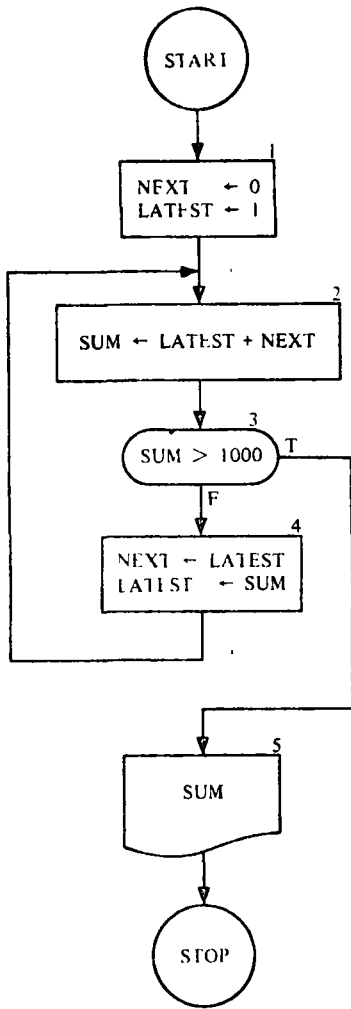 START
1
NEXT ← 0
LATEST ← 1
2
SUM ← LATEST + NEXT
3
SUM > 1000
T
F
4
NEXT ← LATEST
LATEST ← SUM
5
SUM
STOP